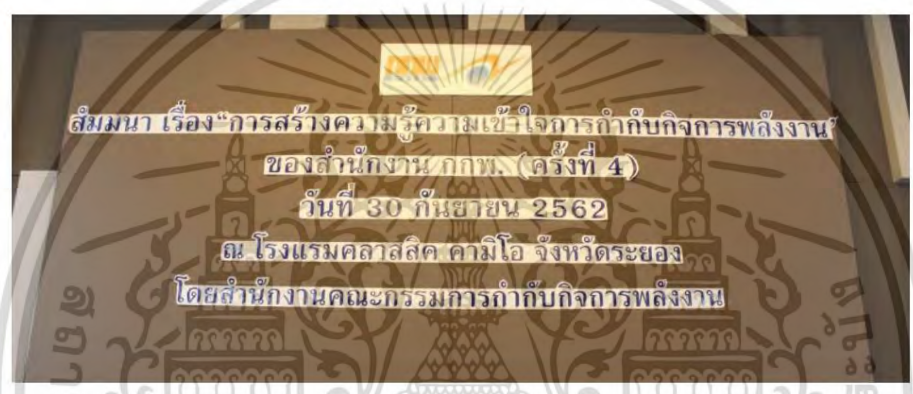 สัมมนา เรื่อง“การสร้างความรู้ความเข้าใจการกำกับกิจการพลังงาน”
ของสำนักงาน กกพ. (ครั้งที่ 4)
วันที่ 30 กันยายน 2562
ณ โรงแรมคลาสสิค คามิโอ จังหวัดระยอง
โดยสำนักงานคณะกรรมการกำกับกิจการพลังงาน